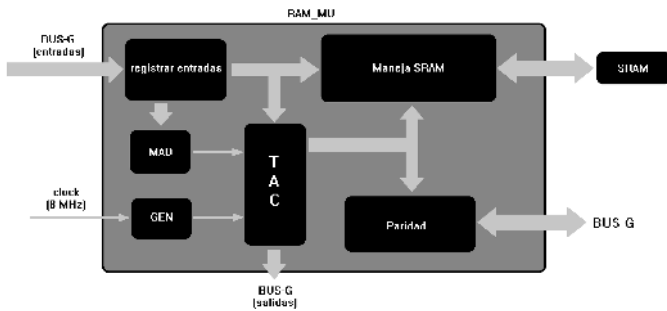 RAM_MU
BUS-G
(entradas)
registrar entradas
Maneja SRAM
SRAM
MAD
T
A
C
clock
(8 MHz)
GEN
Paridad
BUS-G
BUS-G
(salidas)